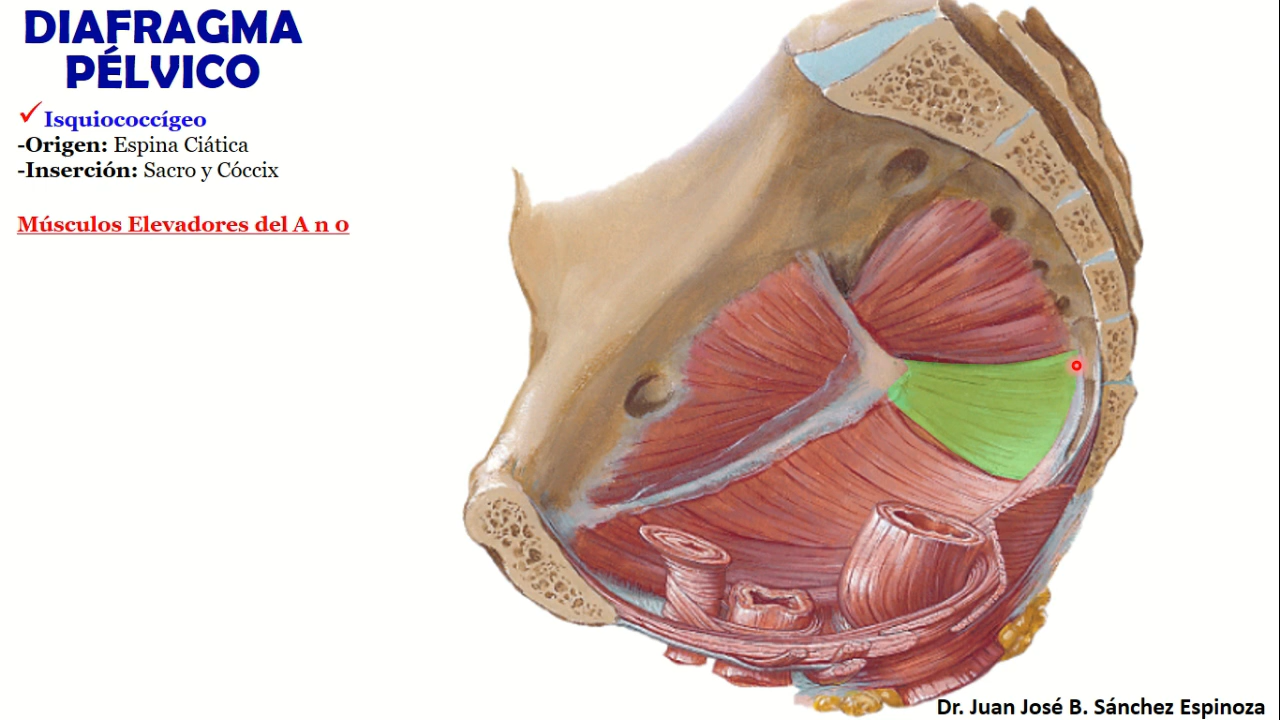 DIAFRAGMA
PÉLVICO
Isquiococcígeo
-Origen: Espina Ciática
-Inserción: Sacro y Cóccix
Músculos Elevadores del A n o
Dr. Juan José B. Sánchez Espinoza